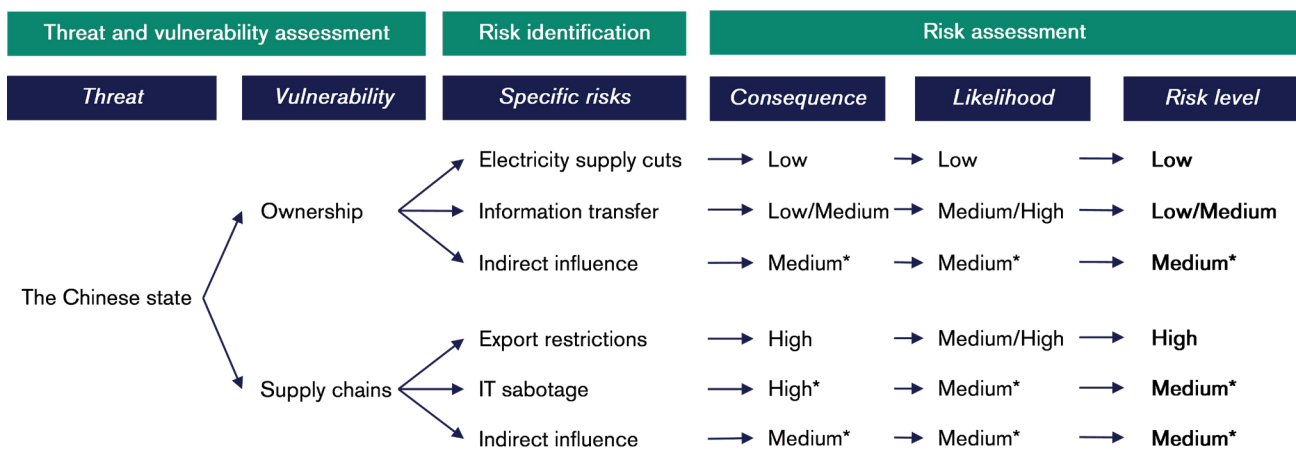 Threat and vulnerability assessment
Risk identification
Risk assessment
Threat
Vulnerability
Specific risks
Consequence
Likelihood
Risk level
Electricity supply cuts
Low
Low
Low
Ownership
Information transfer
Low/Medium
Medium/High
Low/Medium
Indirect influence
Medium*
Medium*
Medium*
The Chinese state
Export restrictions
High
Medium/High
High
Supply chains
IT sabotage
High*
Medium*
Medium*
Indirect influence
Medium*
Medium*
Medium*